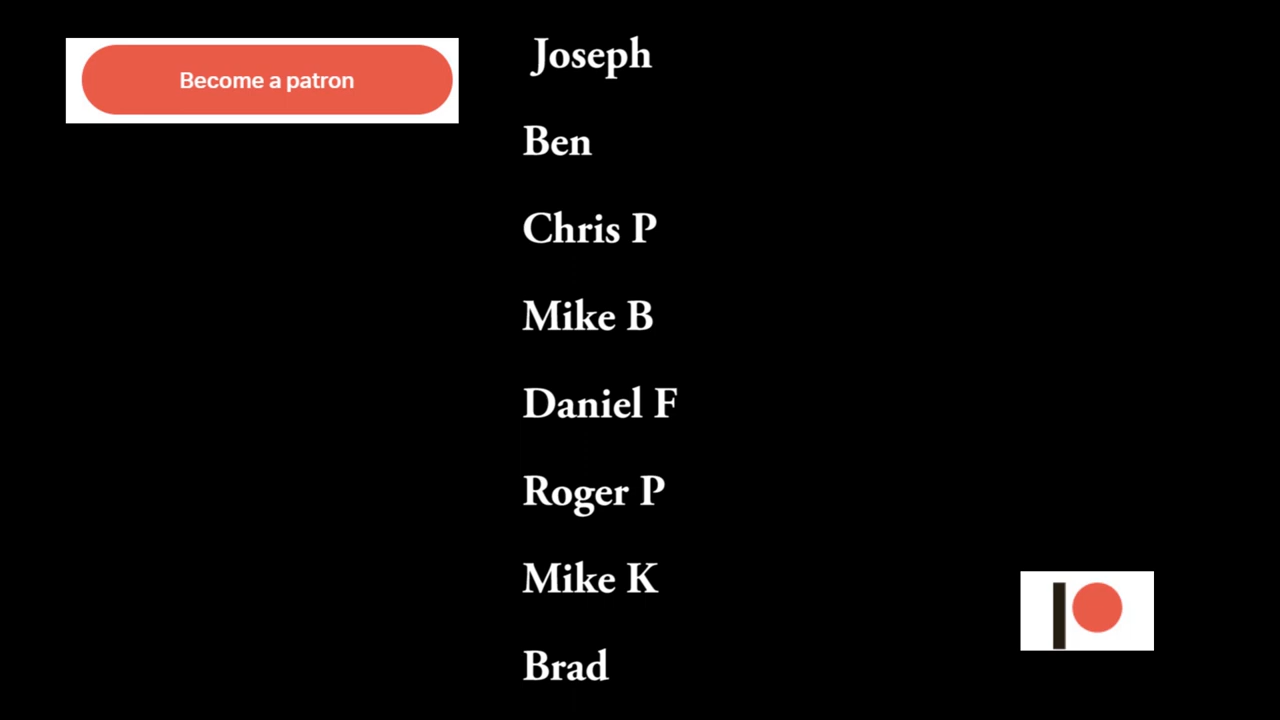 Become a patron
Joseph
Ben
Chris P
Mike B
Daniel F
Roger P
Mike K
Brad